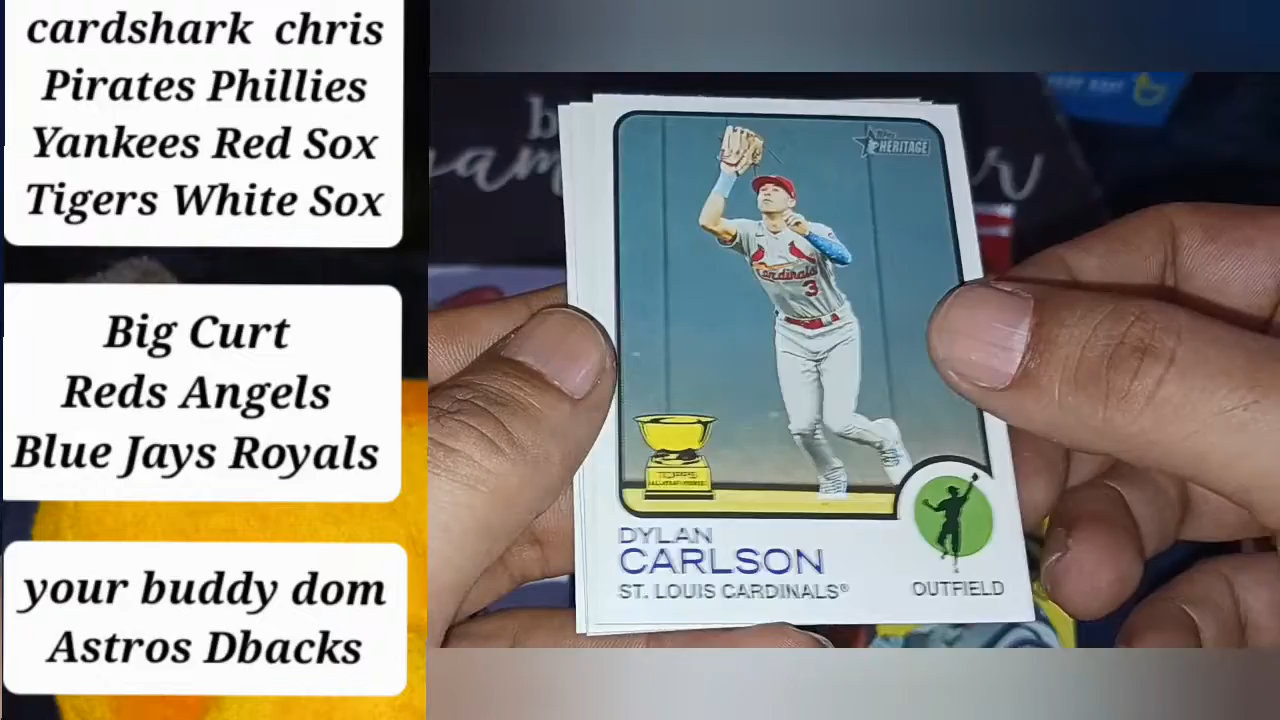 cardshark chris
Pirates Phillies
Yankees Red Sox
Tigers White Sox
Big Curt
Reds Angels
Blue Jays Royals
your buddy dom
Astros Dbacks
Topps
HERITAGE
Cardinals
3
DYLAN
CARLSON
ST. LOUIS CARDINALS®
OUTFIELD